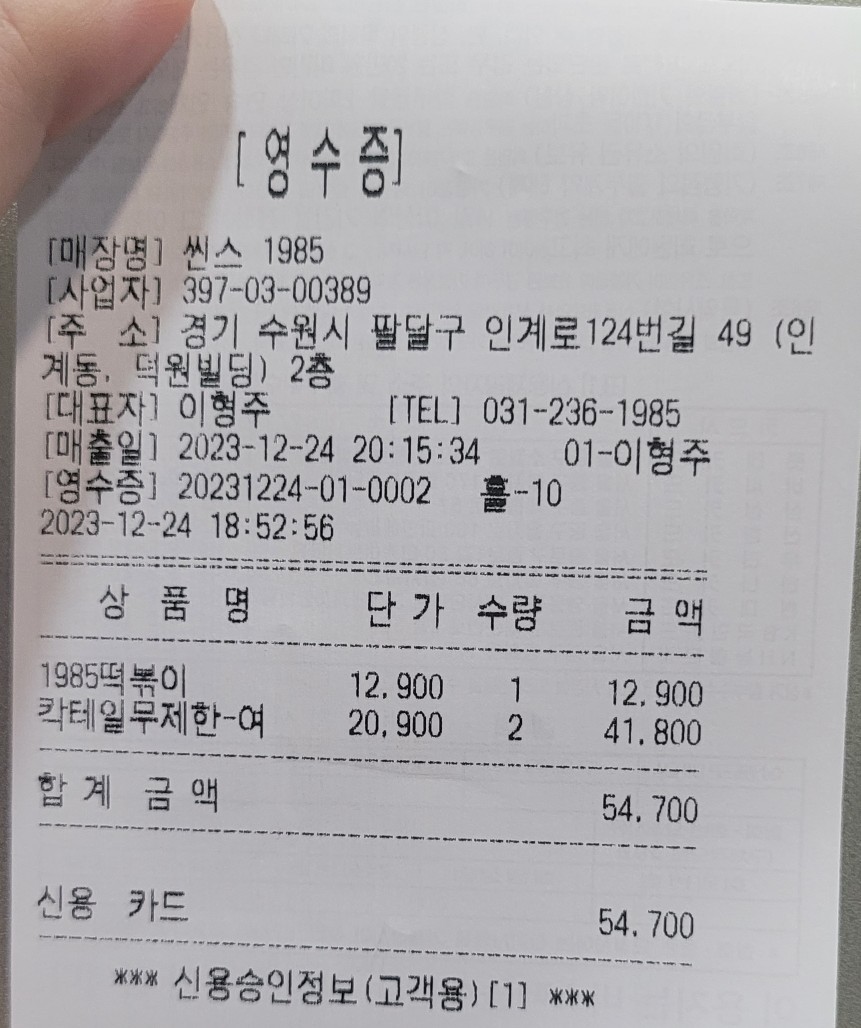 [영수증]
[매장명] 씬스 1985
[사업자] 397-03-00389
[주 소] 경기 수원시 팔달구 인계로124번길 49 (인
계동, 덕원빌딩) 2층
[대표자] 이형주 [TEL] 031-236-1985
[매출일] 2023-12-24 20:15:34 01-이형주
[영수증] 20231224-01-0002 홀-10
2023-12-24 18:52:56
상 품 명 단 가 수량 금 액
1985떡볶이 12,900 1 12,900
칵테일무제한-여 20,900 2 41,800
합 계 금 액 54,700
신용 카드 54,700
*** 신용승인정보(고객용)[1] ***